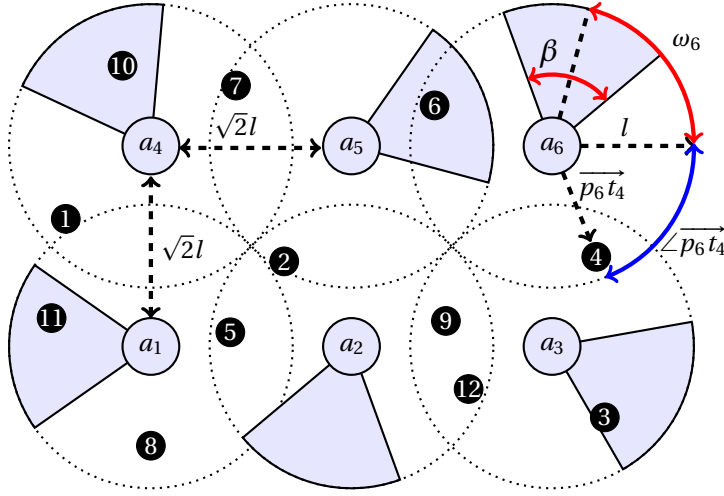 10
7
√2l
6
β
ω₆
a₄
a₅
a₆
l
p₆t₄
1
√2l
2
4
∠p₆t₄
11
5
9
a₁
a₂
a₃
12
3
8